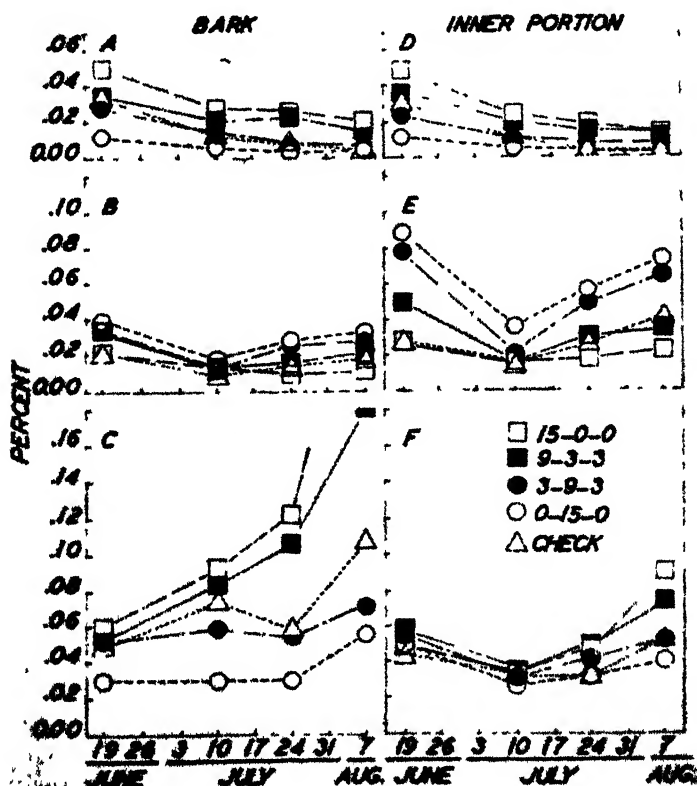 BARK INNER PORTION
.06 A D
.04
.02
0.00
.10 B E
.08
.06
.04
.02
0.00
PERCENT
.16 C F
.14
.12
.10
.08
.06
.04
.02
0.00
15-0-0
9-3-3
3-9-3
0-15-0
CHECK
19 26 3 10 17 24 31 7 19 26 3 10 17 24 31 7
JUNE JULY AUG. JUNE JULY AUG.